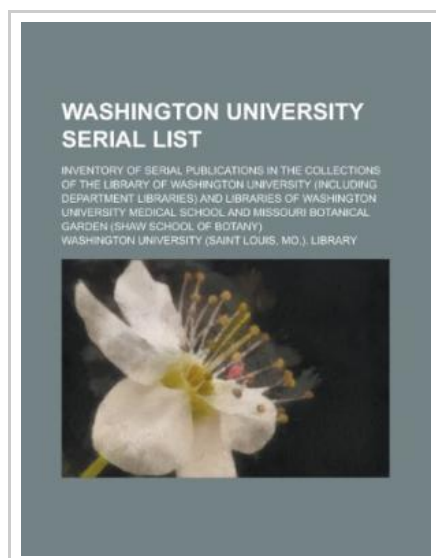 WASHINGTON UNIVERSITY
SERIAL LIST
INVENTORY OF SERIAL PUBLICATIONS IN THE COLLECTIONS
OF THE LIBRARY OF WASHINGTON UNIVERSITY (INCLUDING
DEPARTMENT LIBRARIES) AND LIBRARIES OF WASHINGTON
UNIVERSITY MEDICAL SCHOOL AND MISSOURI BOTANICAL
GARDEN (SHAW SCHOOL OF BOTANY)
WASHINGTON UNIVERSITY (SAINT LOUIS, MO.). LIBRARY